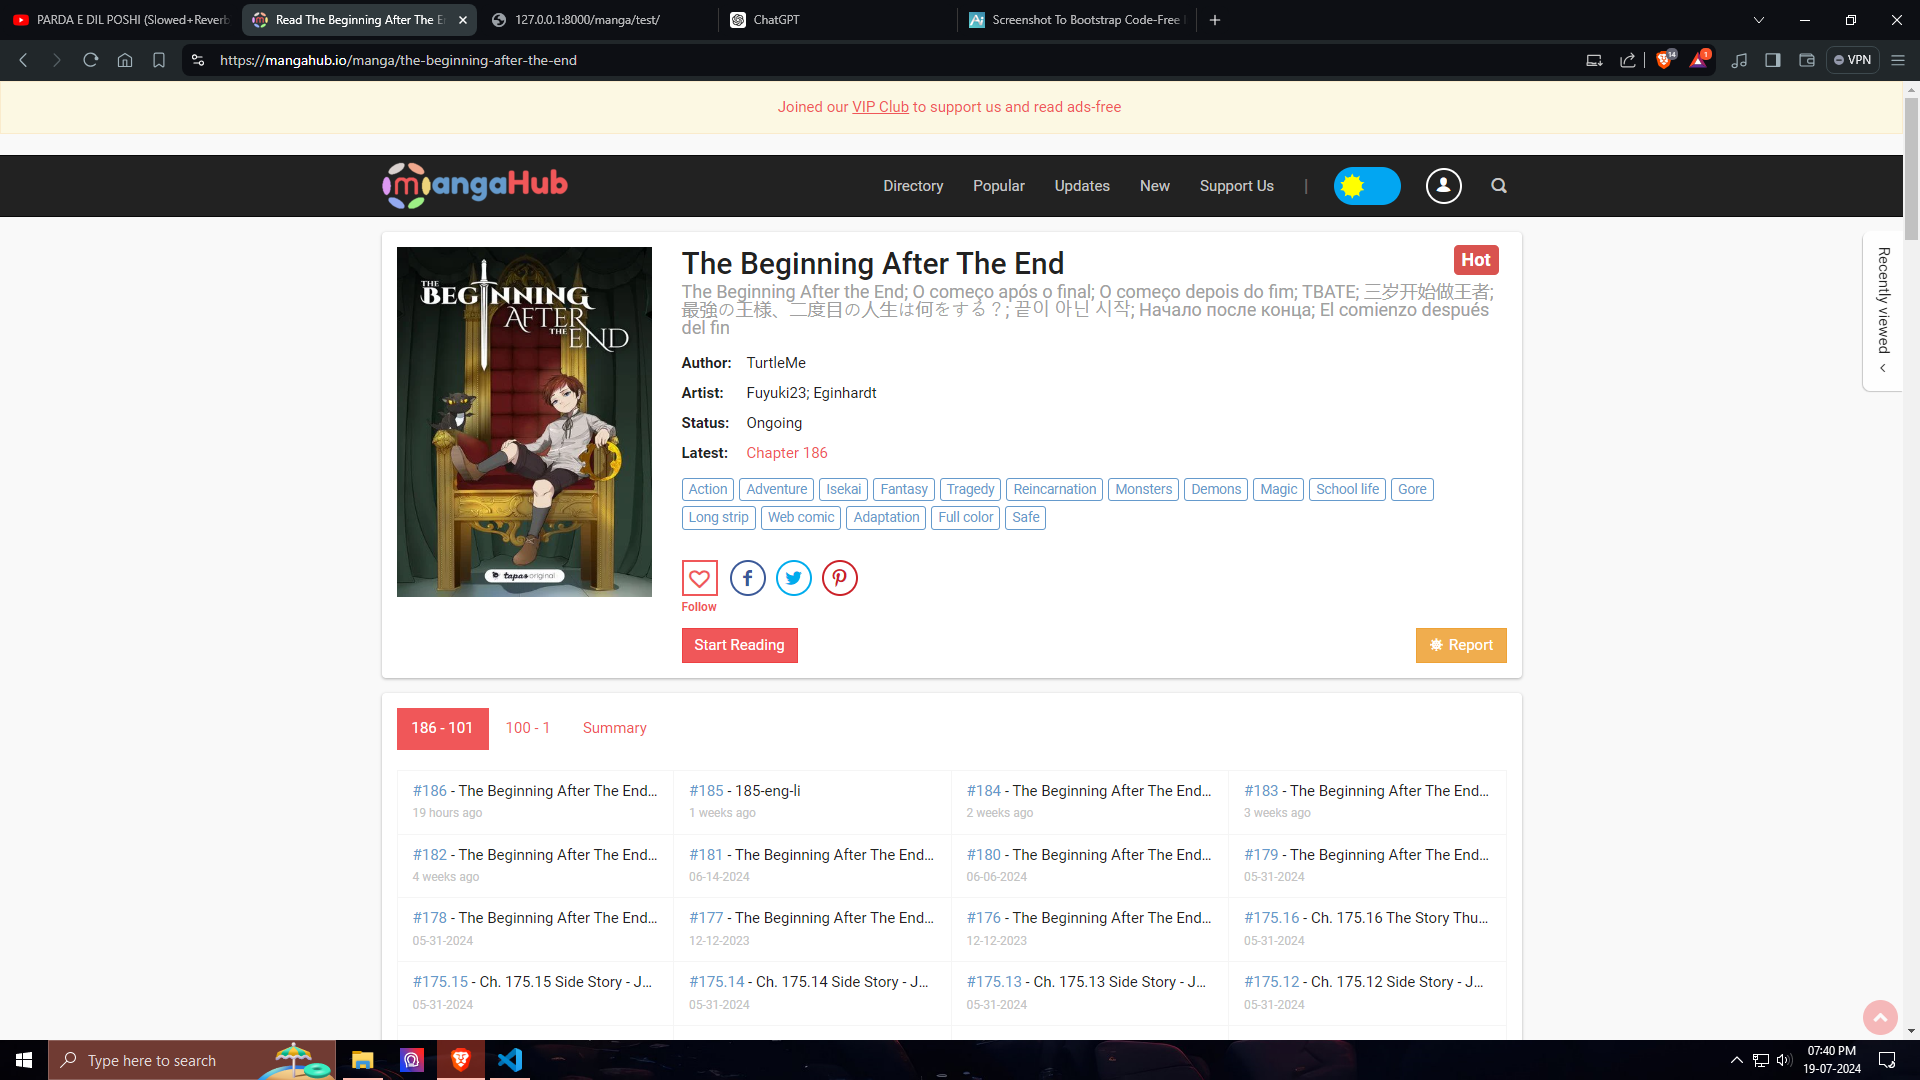 PARDA E DIL POSHI (Slowed+Reverb
Read The Beginning After The E
127.0.0.1:8000/manga/test/
ChatGPT
Screenshot To Bootstrap Code-Free
https://mangahub.io/manga/the-beginning-after-the-end
14
1
VPN
Joined our VIP Club to support us and read ads-free
mangaHub
Directory
Popular
Updates
New
Support Us
|
THE
BEGINNING
AFTER
THE
END
tapas original
The Beginning After The End
Hot
The Beginning After the End; O começo após o final; O começo depois do fim; TBATE; 三岁开始做王者;
最強の王様、二度目の人生は何をする？; 끝이 아닌 시작; Начало после конца; El comienzo después
del fin
Author: TurtleMe
Artist: Fuyuki23; Eginhardt
Status: Ongoing
Latest: Chapter 186
Action Adventure Isekai Fantasy Tragedy Reincarnation Monsters Demons Magic School life Gore
Long strip Web comic Adaptation Full color Safe
Follow
Start Reading
Report
Recently viewed
186 - 101
100 - 1
Summary
#186 - The Beginning After The End...
19 hours ago
#185 - 185-eng-li
1 weeks ago
#184 - The Beginning After The End...
2 weeks ago
#183 - The Beginning After The End...
3 weeks ago
#182 - The Beginning After The End...
4 weeks ago
#181 - The Beginning After The End...
06-14-2024
#180 - The Beginning After The End...
06-06-2024
#179 - The Beginning After The End...
05-31-2024
#178 - The Beginning After The End...
05-31-2024
#177 - The Beginning After The End...
12-12-2023
#176 - The Beginning After The End...
12-12-2023
#175.16 - Ch. 175.16 The Story Thu...
05-31-2024
#175.15 - Ch. 175.15 Side Story - J...
05-31-2024
#175.14 - Ch. 175.14 Side Story - J...
05-31-2024
#175.13 - Ch. 175.13 Side Story - J...
05-31-2024
#175.12 - Ch. 175.12 Side Story - J...
05-31-2024
Type here to search
07:40 PM
19-07-2024